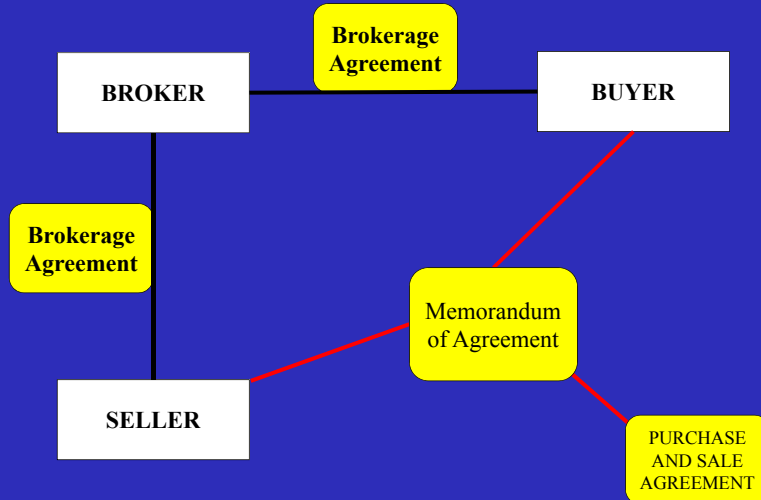 Brokerage
Agreement
BROKER
BUYER
Brokerage
Agreement
Memorandum
of Agreement
SELLER
PURCHASE
AND SALE
AGREEMENT